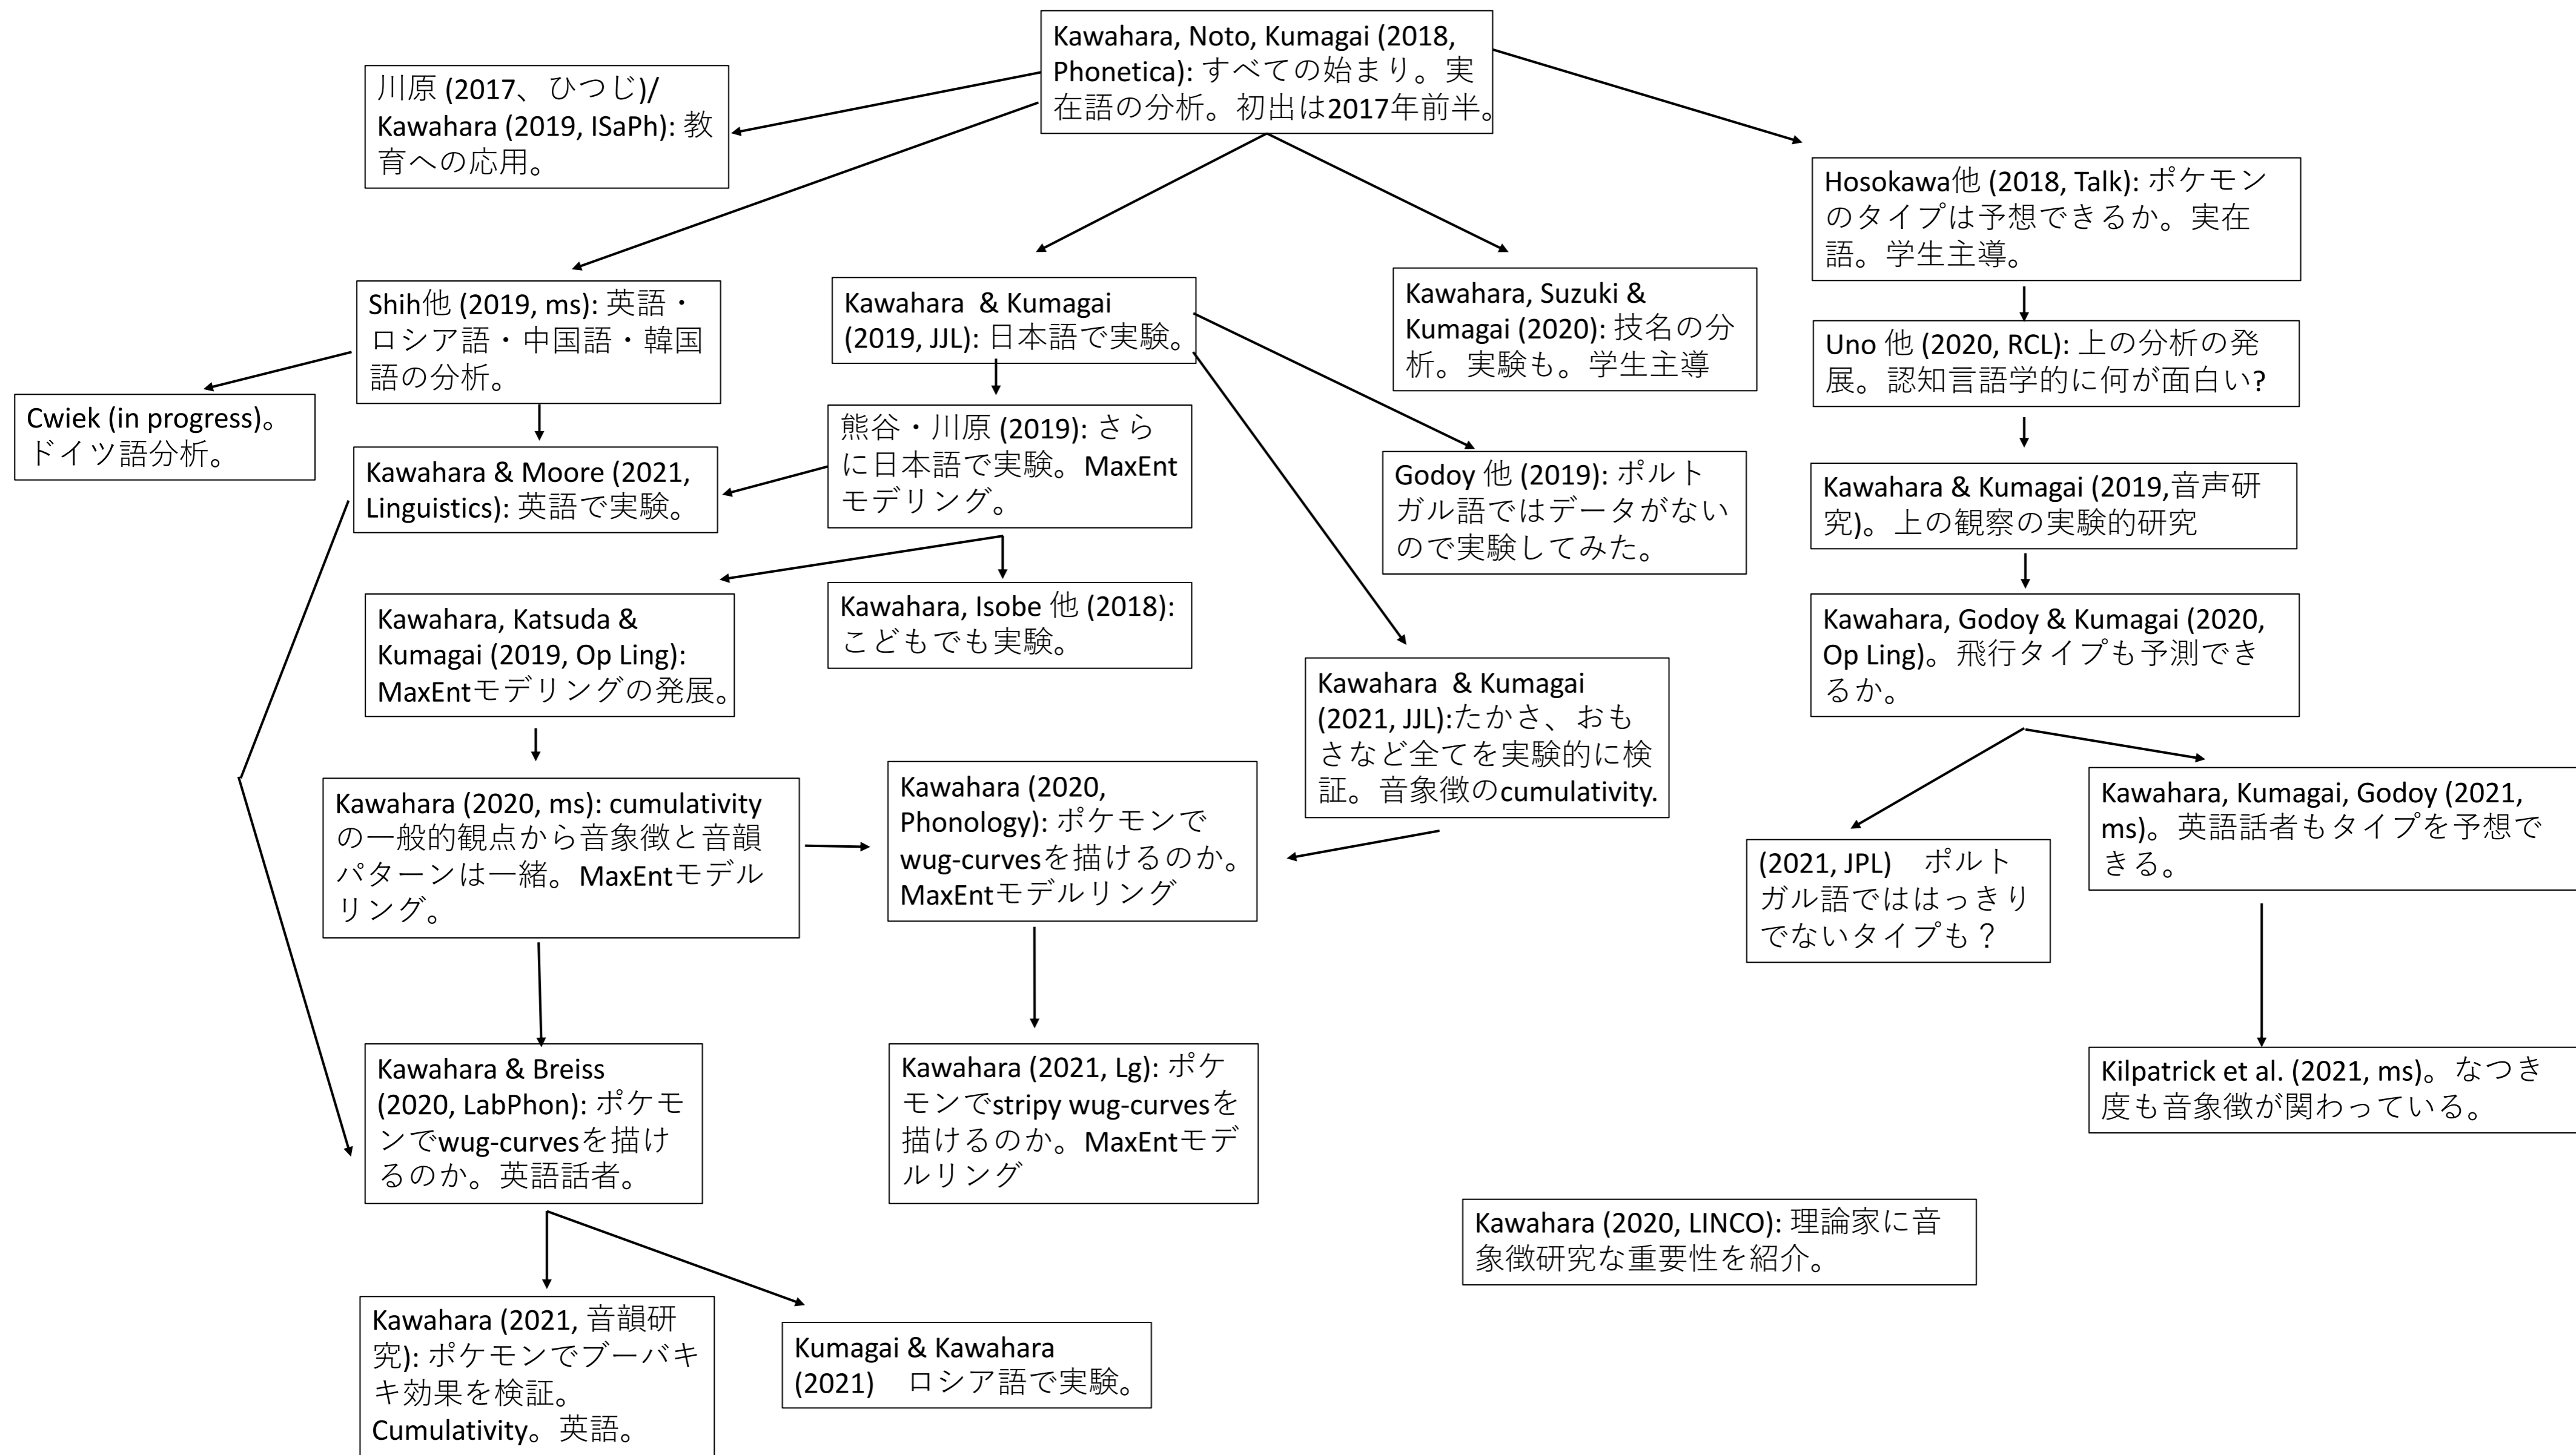 Kawahara, Noto, Kumagai (2018,
Phonetica): すべての始まり。実
在語の分析。初出は2017年前半。
川原 (2017、ひつじ)/
Kawahara (2019, ISaPh): 教
育への応用。
Hosokawa他 (2018, Talk): ポケモン
のタイプは予想できるか。実在
語。学生主導。
Shih他 (2019, ms): 英語・
ロシア語・中国語・韓国
語の分析。
Kawahara & Kumagai
(2019, JJL): 日本語で実験。
Kawahara, Suzuki &
Kumagai (2020): 技名の分
析。実験も。学生主導
Uno 他 (2020, RCL): 上の分析の発
展。認知言語学的に何が面白い?
Cwiek (in progress)。
ドイツ語分析。
熊谷・川原 (2019): さら
に日本語で実験。MaxEnt
モデリング。
Kawahara & Moore (2021,
Linguistics): 英語で実験。
Godoy 他 (2019): ポルト
ガル語ではデータがない
ので実験してみた。
Kawahara & Kumagai (2019,音声研
究)。上の観察の実験的研究
Kawahara, Katsuda &
Kumagai (2019, Op Ling):
MaxEntモデリングの発展。
Kawahara, Isobe 他 (2018):
こどもでも実験。
Kawahara, Godoy & Kumagai (2020,
Op Ling)。飛行タイプも予測でき
るか。
Kawahara & Kumagai
(2021, JJL):たかさ、おも
さなど全てを実験的に検
証。音象徴のcumulativity.
Kawahara (2020, ms): cumulativity
の一般的観点から音象徴と音韻
パターンは一緒。MaxEntモデル
リング。
Kawahara (2020,
Phonology): ポケモンで
wug-curvesを描けるのか。
MaxEntモデルリング
(2021, JPL)　ポルト
ガル語でははっきり
でないタイプも？
Kawahara, Kumagai, Godoy (2021,
ms)。英語話者もタイプを予想で
きる。
Kawahara & Breiss
(2020, LabPhon): ポケモ
ンでwug-curvesを描け
るのか。英語話者。
Kawahara (2021, Lg): ポケ
モンでstripy wug-curvesを
描けるのか。MaxEntモデ
ルリング
Kilpatrick et al. (2021, ms)。なつき
度も音象徴が関わっている。
Kawahara (2020, LINCO): 理論家に音
象徴研究な重要性を紹介。
Kawahara (2021, 音韻研
究): ポケモンでブーバキ
キ効果を検証。
Cumulativity。英語。
Kumagai & Kawahara
(2021)　ロシア語で実験。